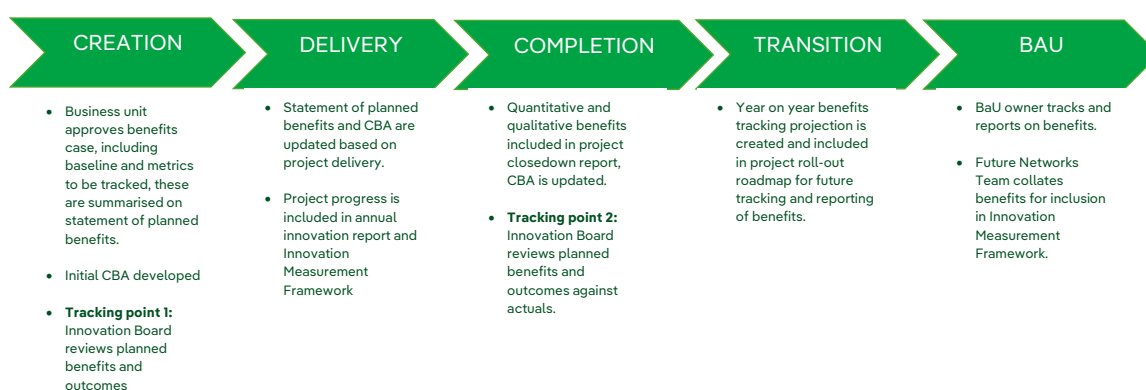 CREATION
Business unit
approves benefits
case, including
baseline and metrics
to be tracked, these
are summarised on
statement of planned
benefits.
Initial CBA developed
Tracking point 1:
Innovation Board
reviews planned
benefits and
outcomes
DELIVERY
Statement of planned
benefits and CBA are
updated based on
project delivery.
Project progress is
included in annual
innovation report and
Innovation
Measurement
Framework
COMPLETION
Quantitative and
qualitative benefits
included in project
closedown report,
CBA is updated.
Tracking point 2:
Innovation Board
reviews planned
benefits and
outcomes against
actuals.
TRANSITION
Year on year benefits
tracking projection is
created and included
in project roll-out
roadmap for future
tracking and reporting
of benefits.
BAU
BaU owner tracks and
reports on benefits.
Future Networks
Team collates
benefits for inclusion
in Innovation
Measurement
Framework.